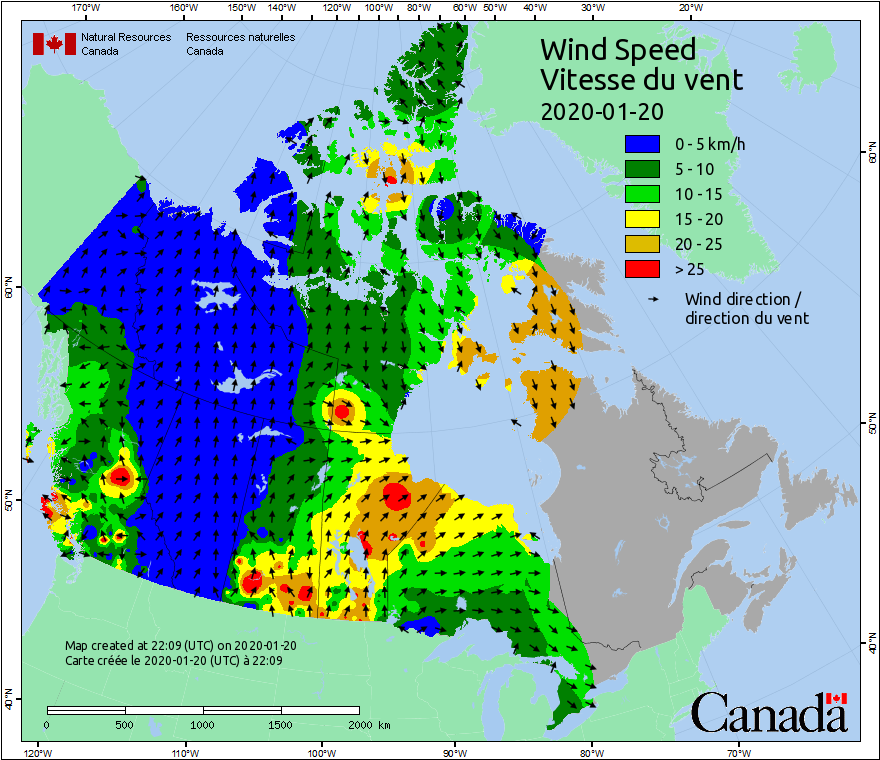 170°W 160°W 150°W 140°W 130°W 120°W 110°W 100°W 90°W 80°W 70°W 60°W 50°W 40°W 30°W 20°W
Natural Resources Ressources naturelles
Canada Canada
Wind Speed
Vitesse du vent
2020-01-20
0 - 5 km/h
5 - 10
10 - 15
15 - 20
20 - 25
> 25
Wind direction /
direction du vent
60°N
60°N
50°N
50°N
40°N
40°N
Map created at 22:09 (UTC) on 2020-01-20
Carte créée le 2020-01-20 (UTC) à 22:09
0 500 1000 1500 2000 km
Canada
120°W 110°W 100°W 90°W 80°W 70°W